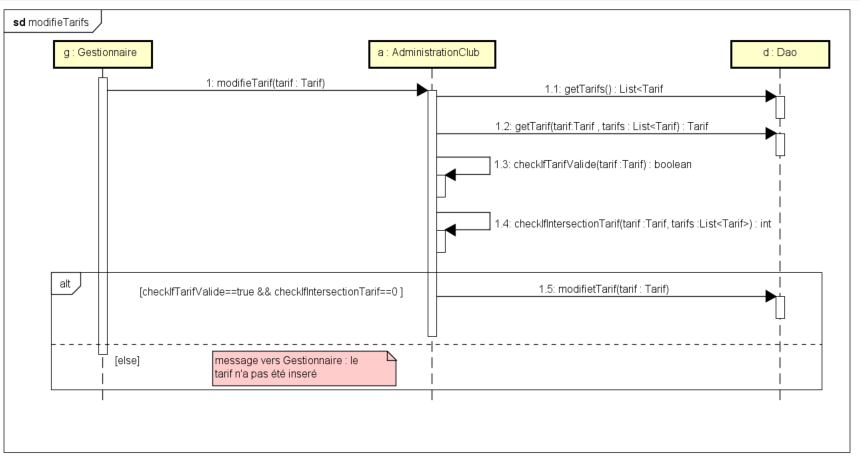 sd modifieTarifs
g : Gestionnaire
a : AdministrationClub
d : Dao
1: modifieTarif(tarif : Tarif)
1.1: getTarifs() : List<Tarif
1.2: getTarif(tarif:Tarif , tarifs : List<Tarif) : Tarif
1.3: checkIfTarifValide(tarif :Tarif) : boolean
1.4: checkIfIntersectionTarif(tarif :Tarif, tarifs :List<Tarif>) : int
alt
[checkIfTarifValide==true && checkIfIntersectionTarif==0 ]
1.5: modifietTarif(tarif : Tarif)
[else]
message vers Gestionnaire : le
tarif n'a pas été inseré